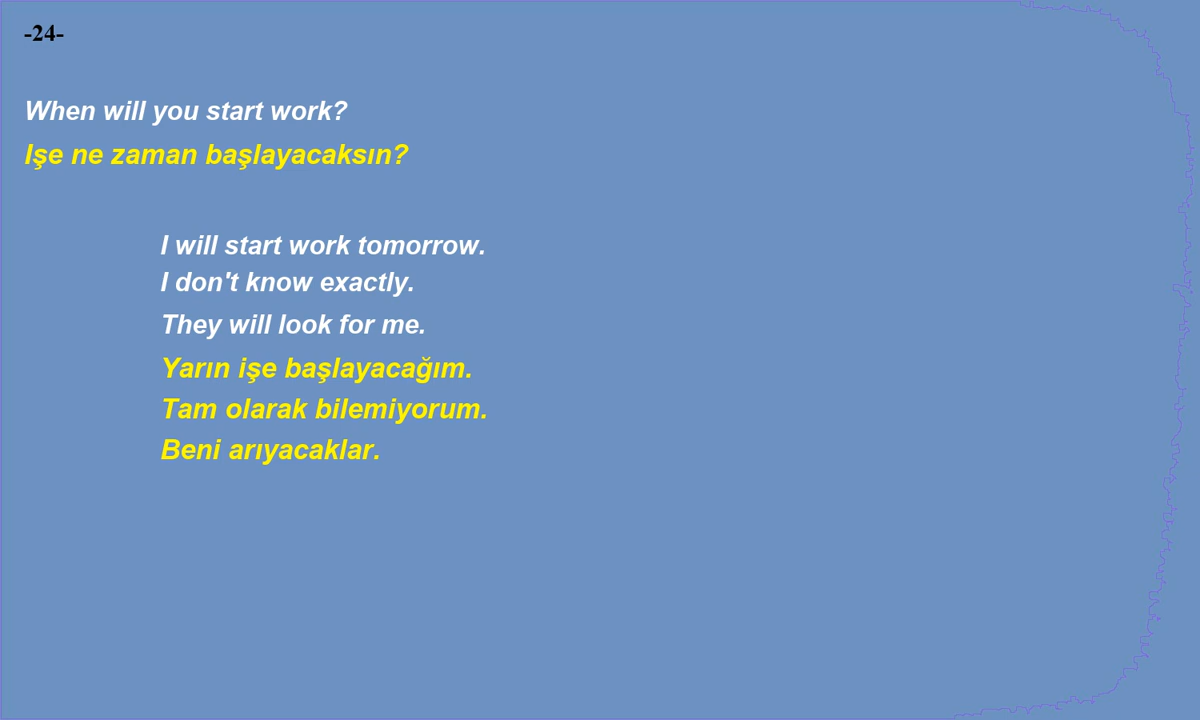 -24-
When will you start work?
Işe ne zaman başlayacaksın?
I will start work tomorrow.
I don't know exactly.
They will look for me.
Yarın işe başlayacağım.
Tam olarak bilemiyorum.
Beni arıyacaklar.